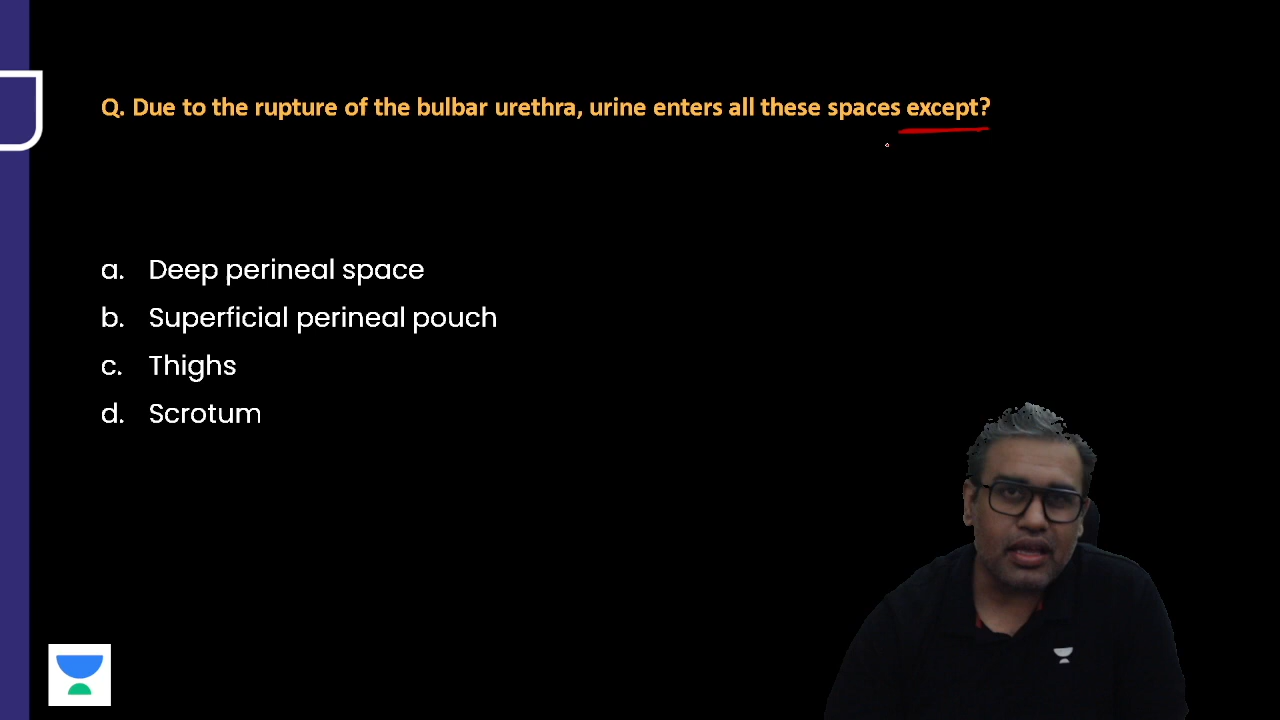 Q. Due to the rupture of the bulbar urethra, urine enters all these spaces except?
a. Deep perineal space
b. Superficial perineal pouch
c. Thighs
d. Scrotum